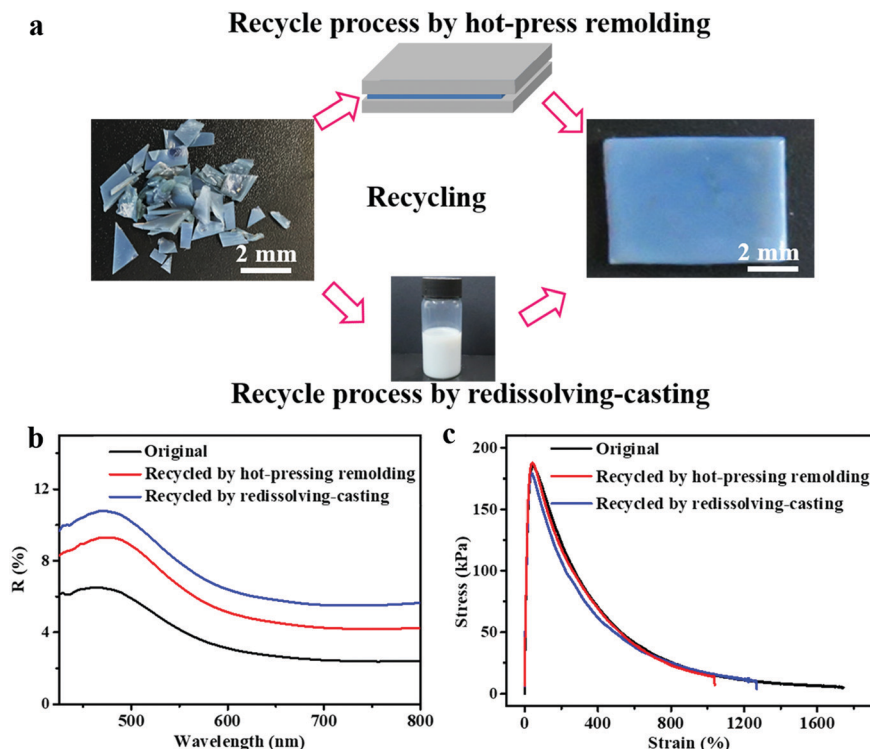 a
Recycle process by hot-press remolding
Recycling
2 mm
2 mm
Recycle process by redissolving-casting
b
Original
Recycled by hot-pressing remolding
Recycled by redissolving-casting
12
8
4
0
R (%)
500
600
700
800
Wavelength (nm)
c
Original
Recycled by hot-pressing remolding
Recycled by redissolving-casting
200
150
100
50
0
Stress (kPa)
0
400
800
1200
1600
Strain (%)